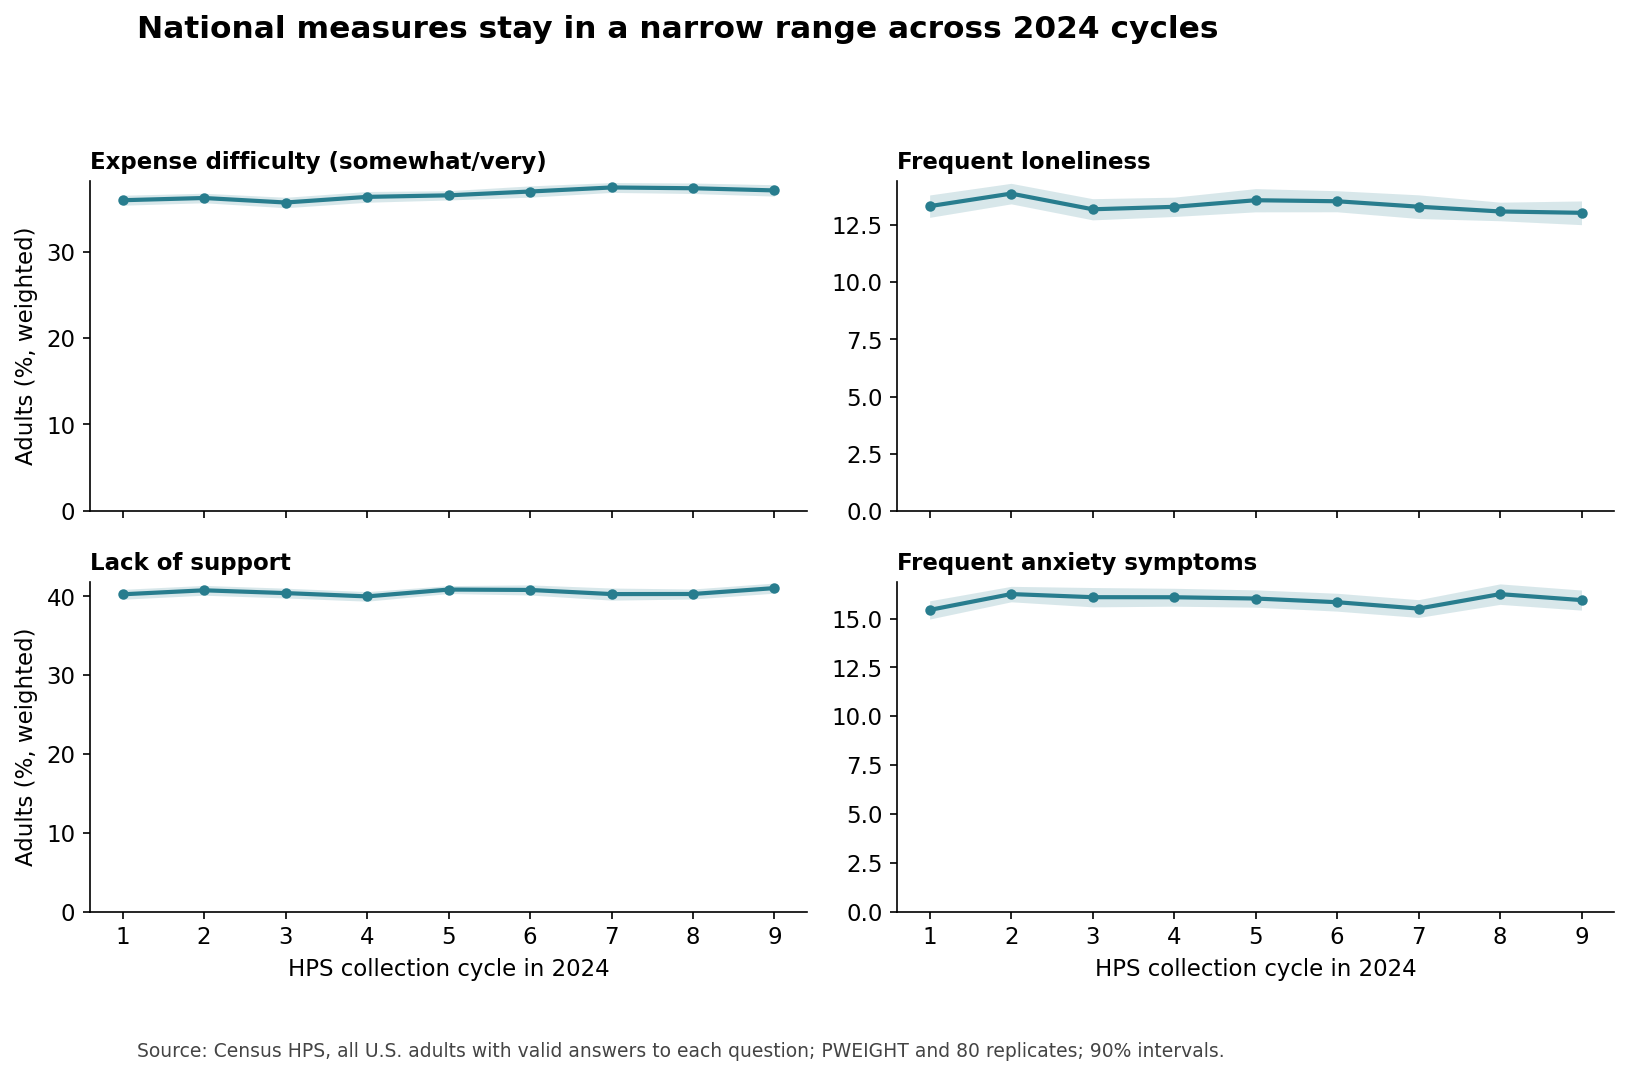 National measures stay in a narrow range across 2024 cycles
Expense difficulty (somewhat/very)
Adults (%, weighted)
30
20
10
0
Frequent loneliness
12.5
10.0
7.5
5.0
2.5
0.0
Lack of support
Adults (%, weighted)
40
30
20
10
0
1 2 3 4 5 6 7 8 9
HPS collection cycle in 2024
Frequent anxiety symptoms
15.0
12.5
10.0
7.5
5.0
2.5
0.0
1 2 3 4 5 6 7 8 9
HPS collection cycle in 2024
Source: Census HPS, all U.S. adults with valid answers to each question; PWEIGHT and 80 replicates; 90% intervals.